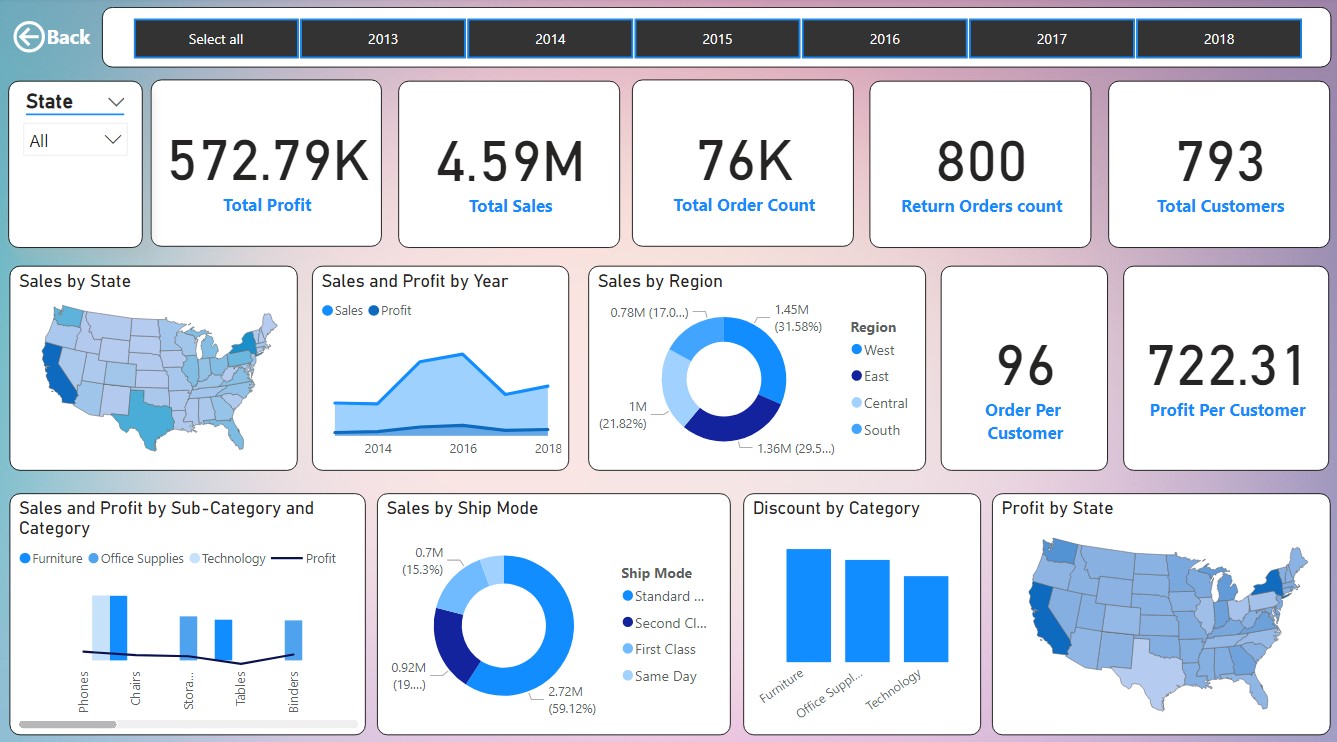 Back
Select all
2013
2014
2015
2016
2017
2018
State
All
572.79K
Total Profit
4.59M
Total Sales
76K
Total Order Count
800
Return Orders count
793
Total Customers
Sales by State
Sales and Profit by Year
Sales
Profit
2014
2016
2018
Sales by Region
0.78M (17.0...)
1.45M
(31.58%)
1M
(21.82%)
1.36M (29.5...)
Region
West
East
Central
South
96
Order Per
Customer
722.31
Profit Per Customer
Sales and Profit by Sub-Category and
Category
Furniture
Office Supplies
Technology
Profit
Phones
Chairs
Stora...
Tables
Binders
Sales by Ship Mode
0.7M
(15.3%)
0.92M
(19....)
2.72M
(59.12%)
Ship Mode
Standard ...
Second Cl...
First Class
Same Day
Discount by Category
Furniture
Office Suppl...
Technology
Profit by State